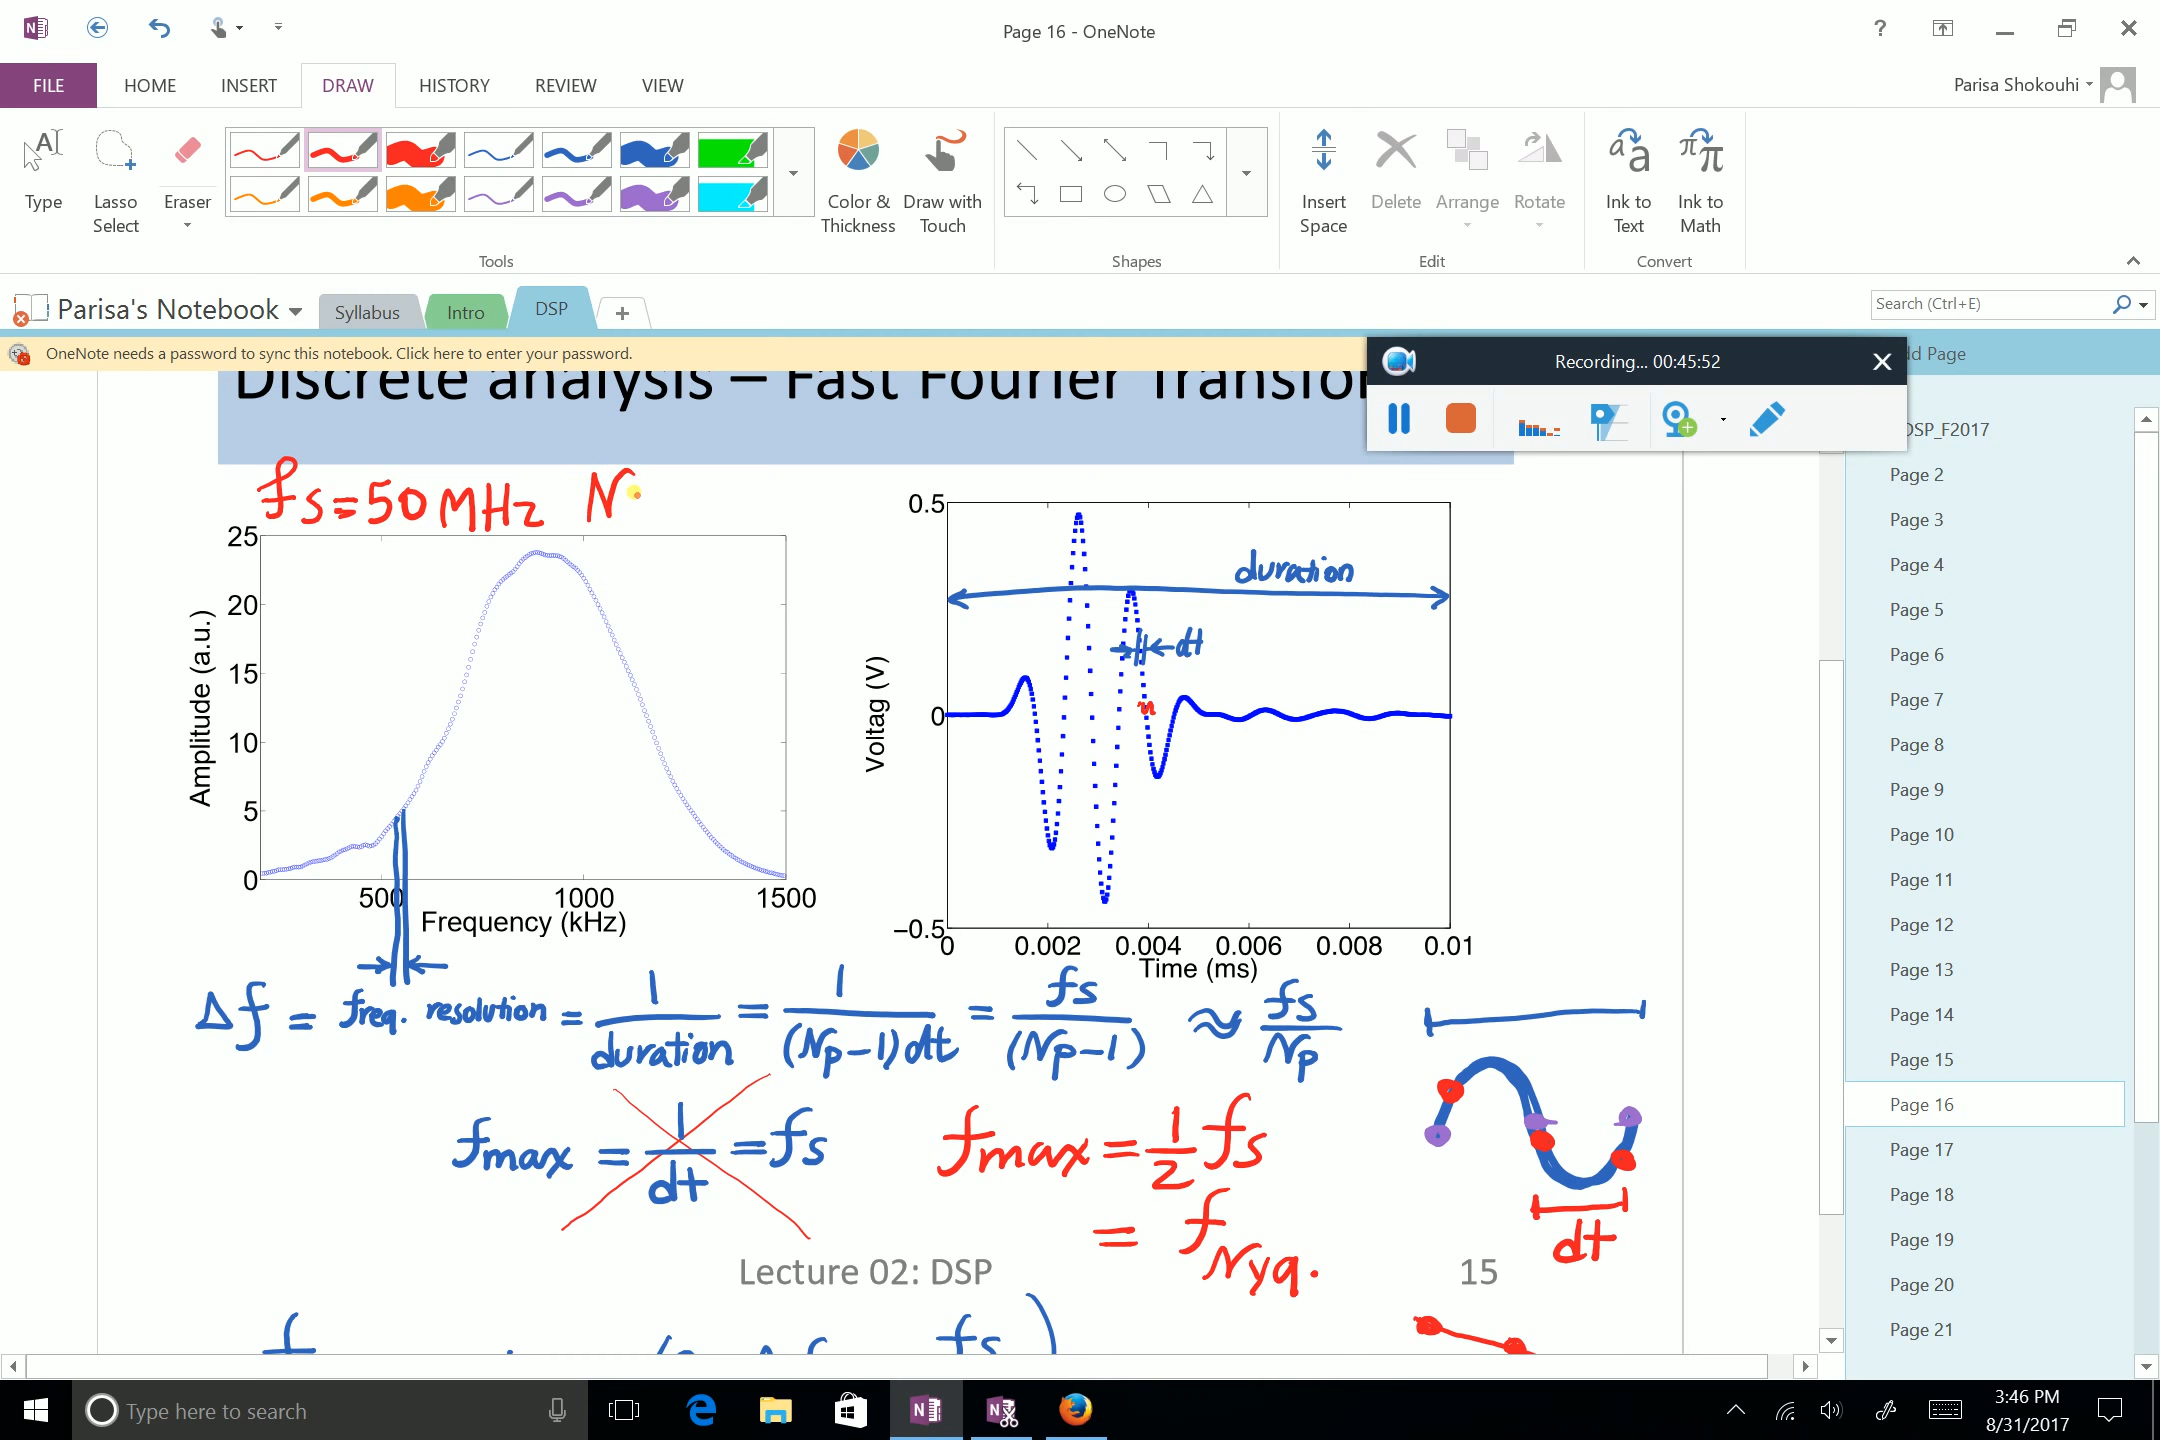 Page 16 - OneNote
?
FILE HOME INSERT DRAW HISTORY REVIEW VIEW
Parisa Shokouhi
Type
Lasso Select
Eraser
Color & Thickness
Draw with Touch
Insert Space
Delete
Arrange
Rotate
Ink to Text
Ink to Math
Tools
Shapes
Edit
Convert
Parisa's Notebook
Syllabus
Intro
DSP
Search (Ctrl+E)
OneNote needs a password to sync this notebook. Click here to enter your password.
Recording... 00:45:52
dd Page
Discrete analysis – Fast Fourier Transfor
fs=50MHz N
25
20
15
10
5
0
Amplitude (a.u.)
500 1000 1500
Frequency (kHz)
0.5
0
−0.5
Voltag (V)
duration
dt
0 0.002 0.004 0.006 0.008 0.01
Time (ms)
Δf = freq. resolution = 1/duration = 1/(Np-1)dt = fs/(Np-1) ≈ fs/Np
fmax = 1/dt = fs
fmax = 1/2 fs
= fNyq.
dt
Lecture 02: DSP
15
fs
DSP_F2017
Page 2
Page 3
Page 4
Page 5
Page 6
Page 7
Page 8
Page 9
Page 10
Page 11
Page 12
Page 13
Page 14
Page 15
Page 16
Page 17
Page 18
Page 19
Page 20
Page 21
Type here to search
3:46 PM
8/31/2017